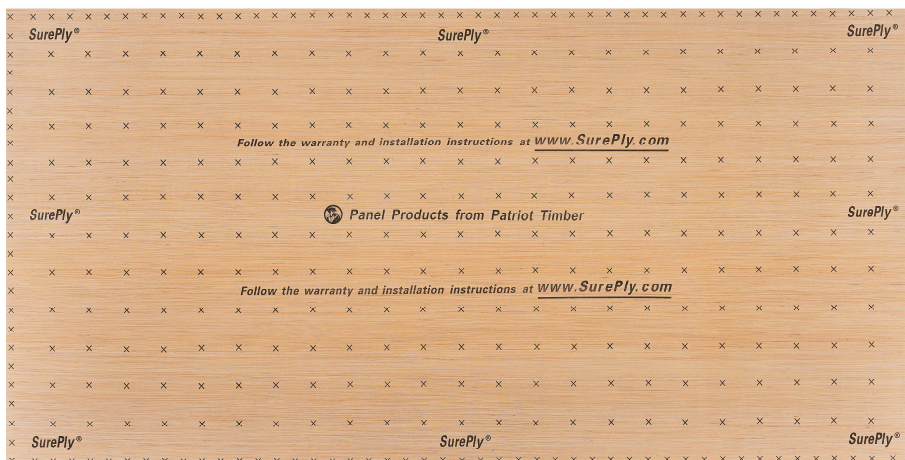 SurePly® SurePly® SurePly®
Follow the warranty and installation instructions at www.SurePly.com
SurePly® Panel Products from Patriot Timber SurePly®
Follow the warranty and installation instructions at www.SurePly.com
SurePly® SurePly® SurePly®